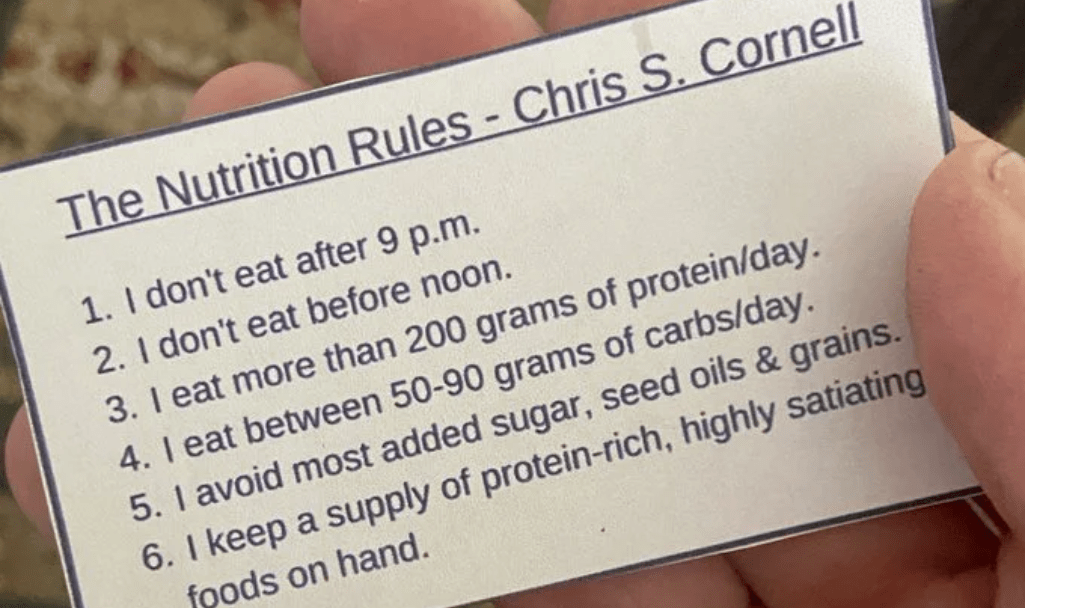 The Nutrition Rules - Chris S. Cornell
1. I don't eat after 9 p.m.
2. I don't eat before noon.
3. I eat more than 200 grams of protein/day.
4. I eat between 50-90 grams of carbs/day.
5. I avoid most added sugar, seed oils & grains.
6. I keep a supply of protein-rich, highly satiating
foods on hand.